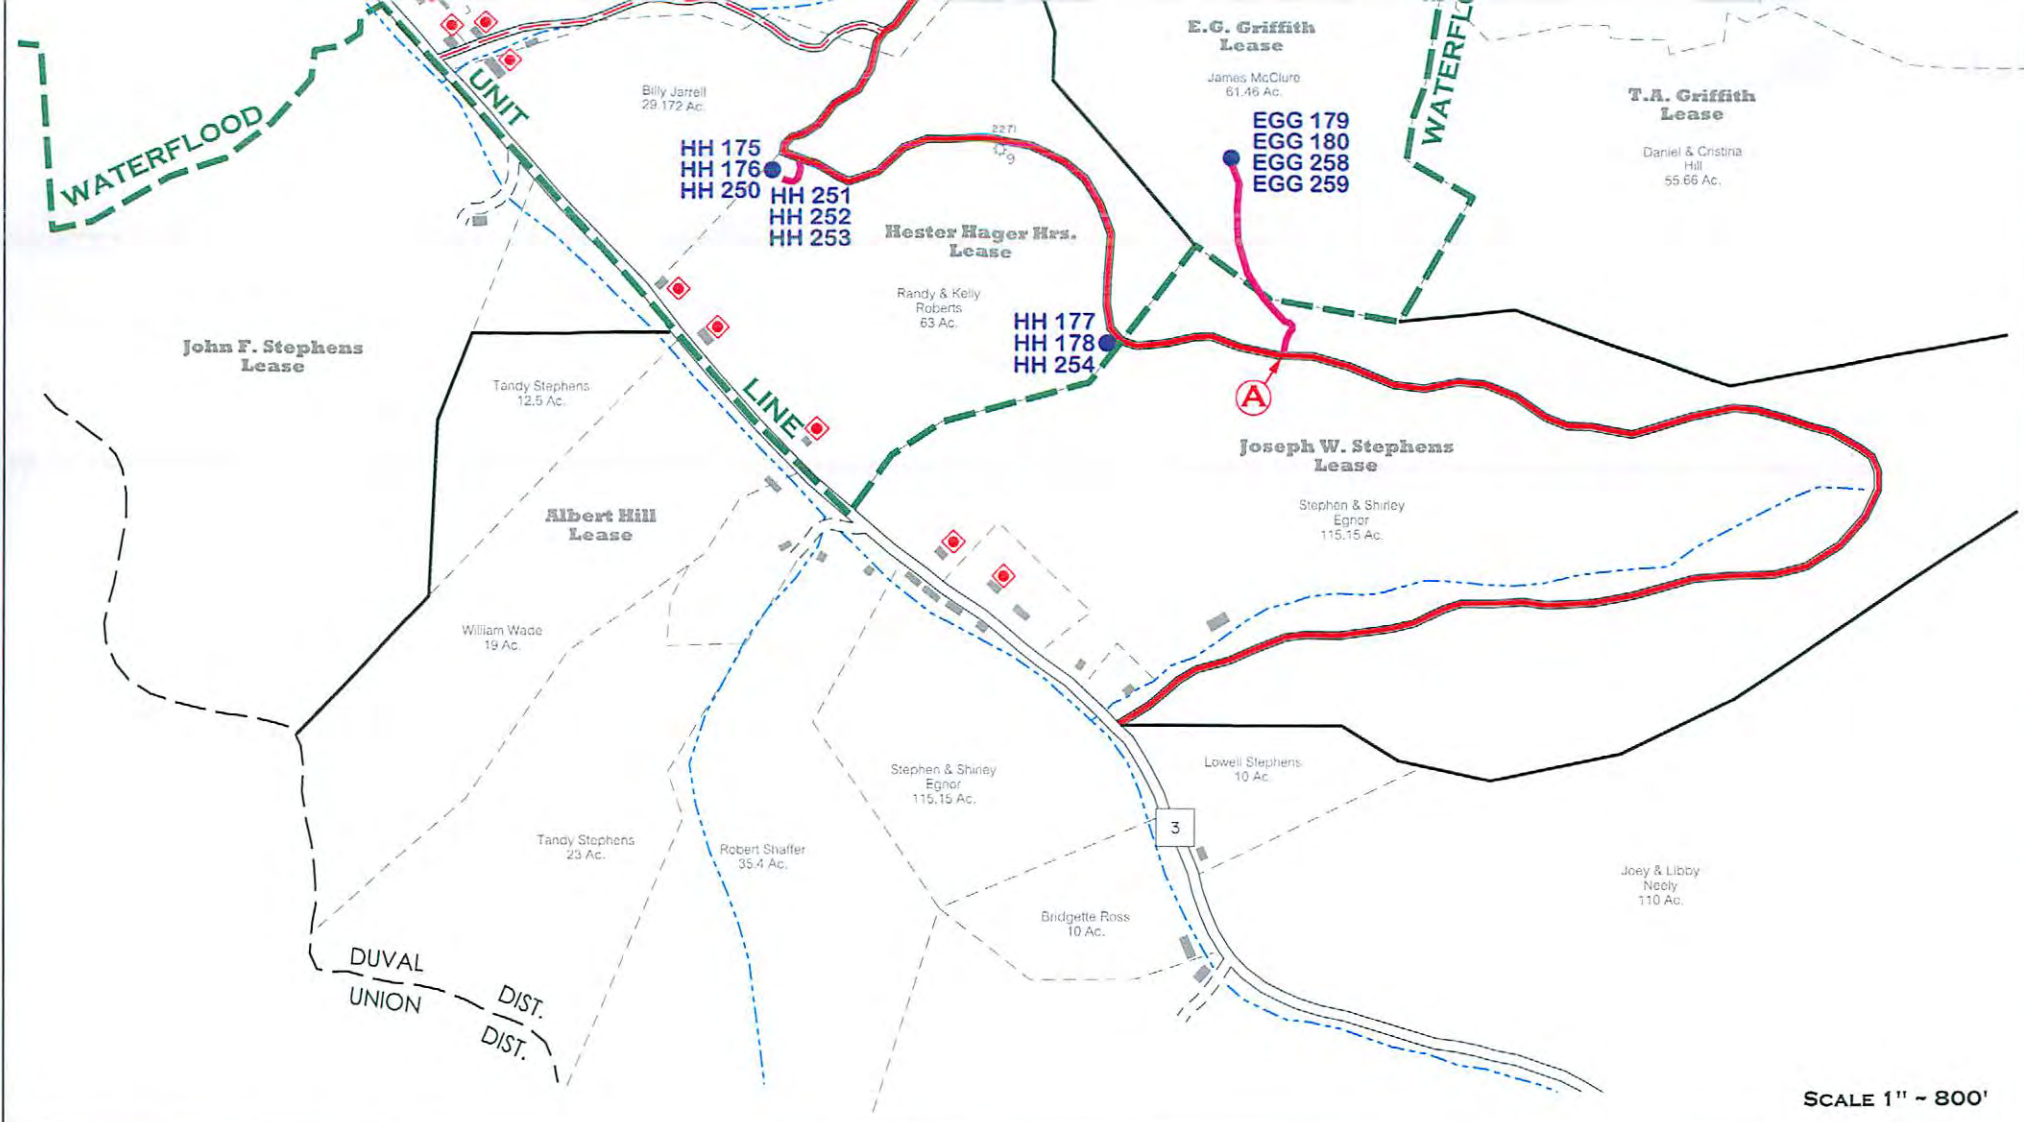 E.G. Griffith
Lease
James McClure
61.46 Ac.
WATERFLO
T.A. Griffith
Lease
Daniel & Cristina
Hill
55.66 Ac.
UNIT
Billy Jarrell
29.172 Ac.
WATERFLOOD
HH 175
HH 176
HH 250
HH 251
HH 252
HH 253
2271
9
EGG 179
EGG 180
EGG 258
EGG 259
Hester Hager Hrs.
Lease
Randy & Kelly
Roberts
63 Ac.
HH 177
HH 178
HH 254
A
John F. Stephens
Lease
Tandy Stephens
12.5 Ac.
LINE
Joseph W. Stephens
Lease
Stephen & Shirley
Egnor
115.15 Ac.
Albert Hill
Lease
William Wade
19 Ac.
Stephen & Shirley
Egnor
115.15 Ac.
Lowell Stephens
10 Ac.
3
Tandy Stephens
23 Ac.
Robert Shaffer
35.4 Ac.
Joey & Libby
Neely
110 Ac.
Bridgette Ross
10 Ac.
DUVAL
UNION
DIST.
DIST.
SCALE 1" ~ 800'